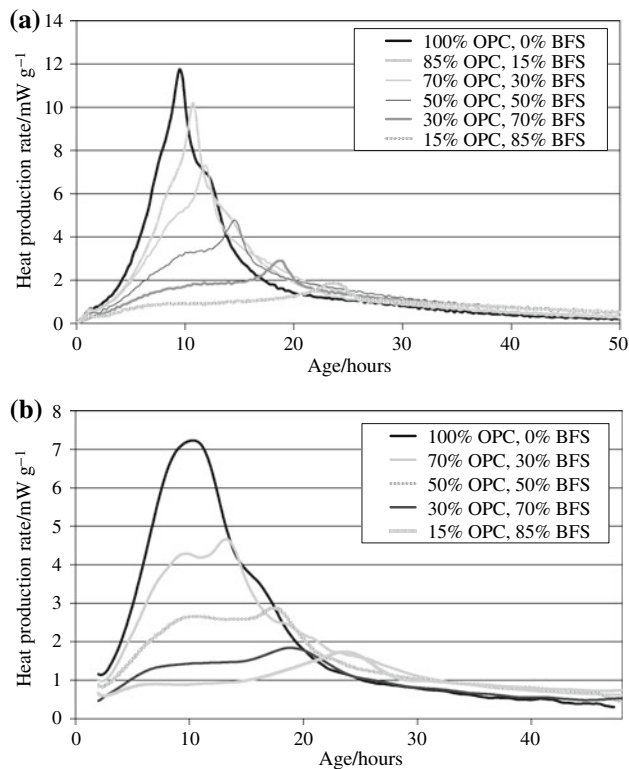 (a)
14
12
10
8
6
4
2
0
Heat production rate/mW g⁻¹
100% OPC, 0% BFS
85% OPC, 15% BFS
70% OPC, 30% BFS
50% OPC, 50% BFS
30% OPC, 70% BFS
15% OPC, 85% BFS
0 10 20 30 40 50
Age/hours
(b)
8
7
6
5
4
3
2
1
0
Heat production rate/mW g⁻¹
100% OPC, 0% BFS
70% OPC, 30% BFS
50% OPC, 50% BFS
30% OPC, 70% BFS
15% OPC, 85% BFS
0 10 20 30 40
Age/hours